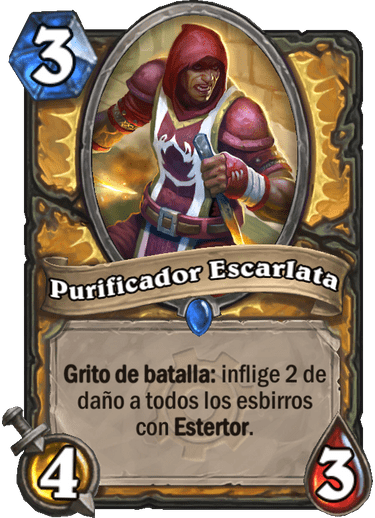 3
Purificador Escarlata
Grito de batalla: inflige 2 de
daño a todos los esbirros
con Estertor.
4
3